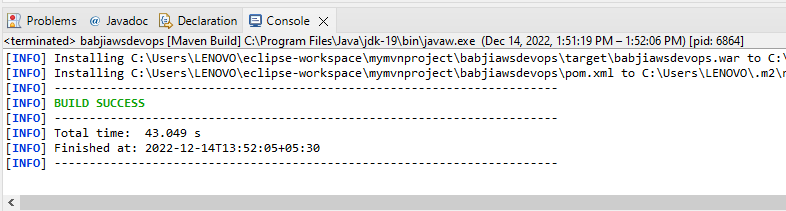 Problems @ Javadoc Declaration Console
<terminated> babjiawsdevops [Maven Build] C:\Program Files\Java\jdk-19\bin\javaw.exe (Dec 14, 2022, 1:51:19 PM – 1:52:06 PM) [pid: 6864]
[INFO] Installing C:\Users\LENOVO\eclipse-workspace\mymvnproject\babjiawsdevops\target\babjiawsdevops.war to C:\
[INFO] Installing C:\Users\LENOVO\eclipse-workspace\mymvnproject\babjiawsdevops\pom.xml to C:\Users\LENOVO\.m2\
[INFO] ------------------------------------------------------------------------
[INFO] BUILD SUCCESS
[INFO] ------------------------------------------------------------------------
[INFO] Total time:  43.049 s
[INFO] Finished at: 2022-12-14T13:52:05+05:30
[INFO] ------------------------------------------------------------------------